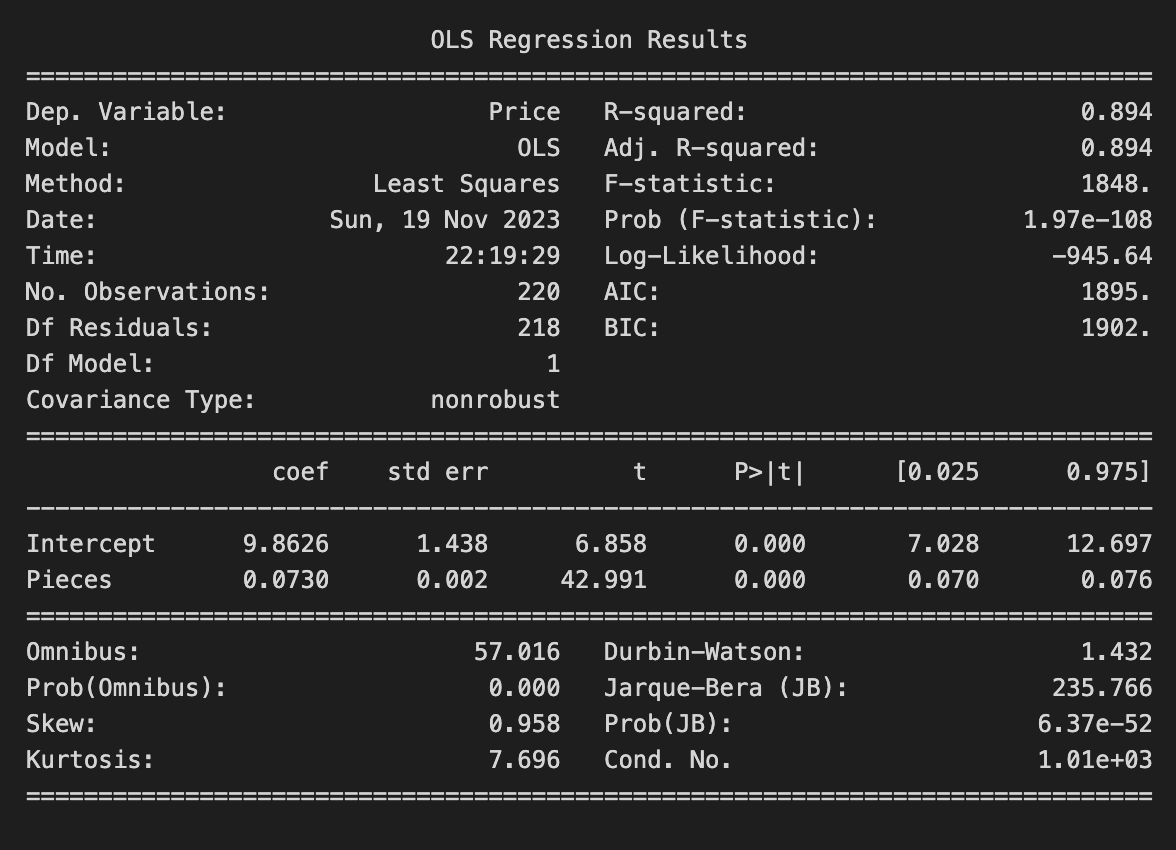 OLS Regression Results
==============================================================================
Dep. Variable:                  Price   R-squared:                       0.894
Model:                            OLS   Adj. R-squared:                  0.894
Method:                 Least Squares   F-statistic:                     1848.
Date:                Sun, 19 Nov 2023   Prob (F-statistic):          1.97e-108
Time:                        22:19:29   Log-Likelihood:                -945.64
No. Observations:                 220   AIC:                             1895.
Df Residuals:                     218   BIC:                             1902.
Df Model:                           1
Covariance Type:            nonrobust
==============================================================================
                 coef    std err          t      P>|t|      [0.025      0.975]
------------------------------------------------------------------------------
Intercept      9.8626      1.438      6.858      0.000       7.028      12.697
Pieces         0.0730      0.002     42.991      0.000       0.070       0.076
==============================================================================
Omnibus:                       57.016   Durbin-Watson:                   1.432
Prob(Omnibus):                  0.000   Jarque-Bera (JB):              235.766
Skew:                           0.958   Prob(JB):                     6.37e-52
Kurtosis:                       7.696   Cond. No.                     1.01e+03
==============================================================================